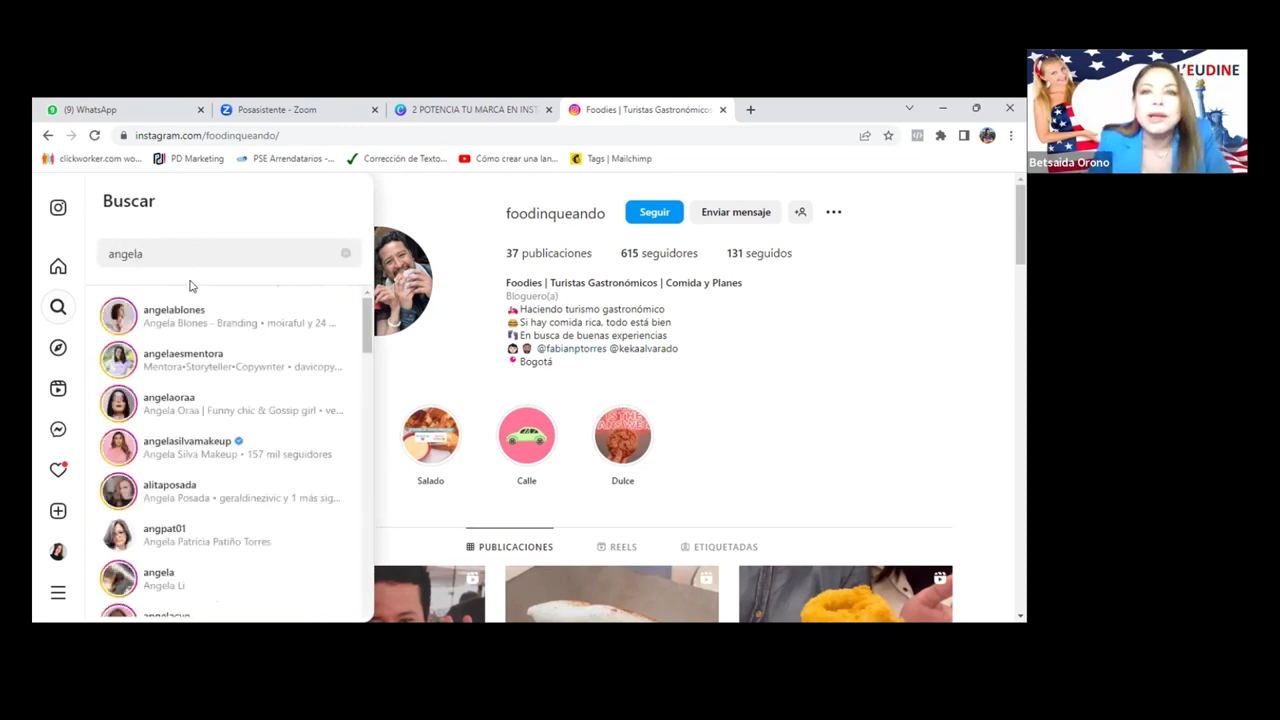 (9) WhatsApp
Posasistente - Zoom
2 POTENCIA TU MARCA EN INST
Foodies | Turistas Gastronómicos
instagram.com/foodinqueando/
clickworker.com wo...
PD Marketing
PSE Arrendatarios -...
Corrección de Texto...
Cómo crear una lan...
Tags | Mailchimp
L'EUDINE
Betsaida Orono
Buscar
angela
angelablones
Angela Blones - Branding • moiraful y 24 ...
angelaesmentora
Mentora•Storyteller•Copywriter • davicopy...
angelaoraa
Angela Oraa | Funny chic & Gossip girl • ve...
angelasilvamakeup
Angela Silva Makeup • 157 mil seguidores
alitaposada
Angela Posada • geraldinezivic y 1 más sig...
angpat01
Angela Patricia Patiño Torres
angela
Angela Li
foodinqueando
Seguir
Enviar mensaje
37 publicaciones 615 seguidores 131 seguidos
Foodies | Turistas Gastronómicos | Comida y Planes
Bloguero(a)
Haciendo turismo gastronómico
Si hay comida rica, todo está bien
En busca de buenas experiencias
@fabianptorres @kekaalvarado
Bogotá
Salado
Calle
Dulce
PUBLICACIONES
REELS
ETIQUETADAS